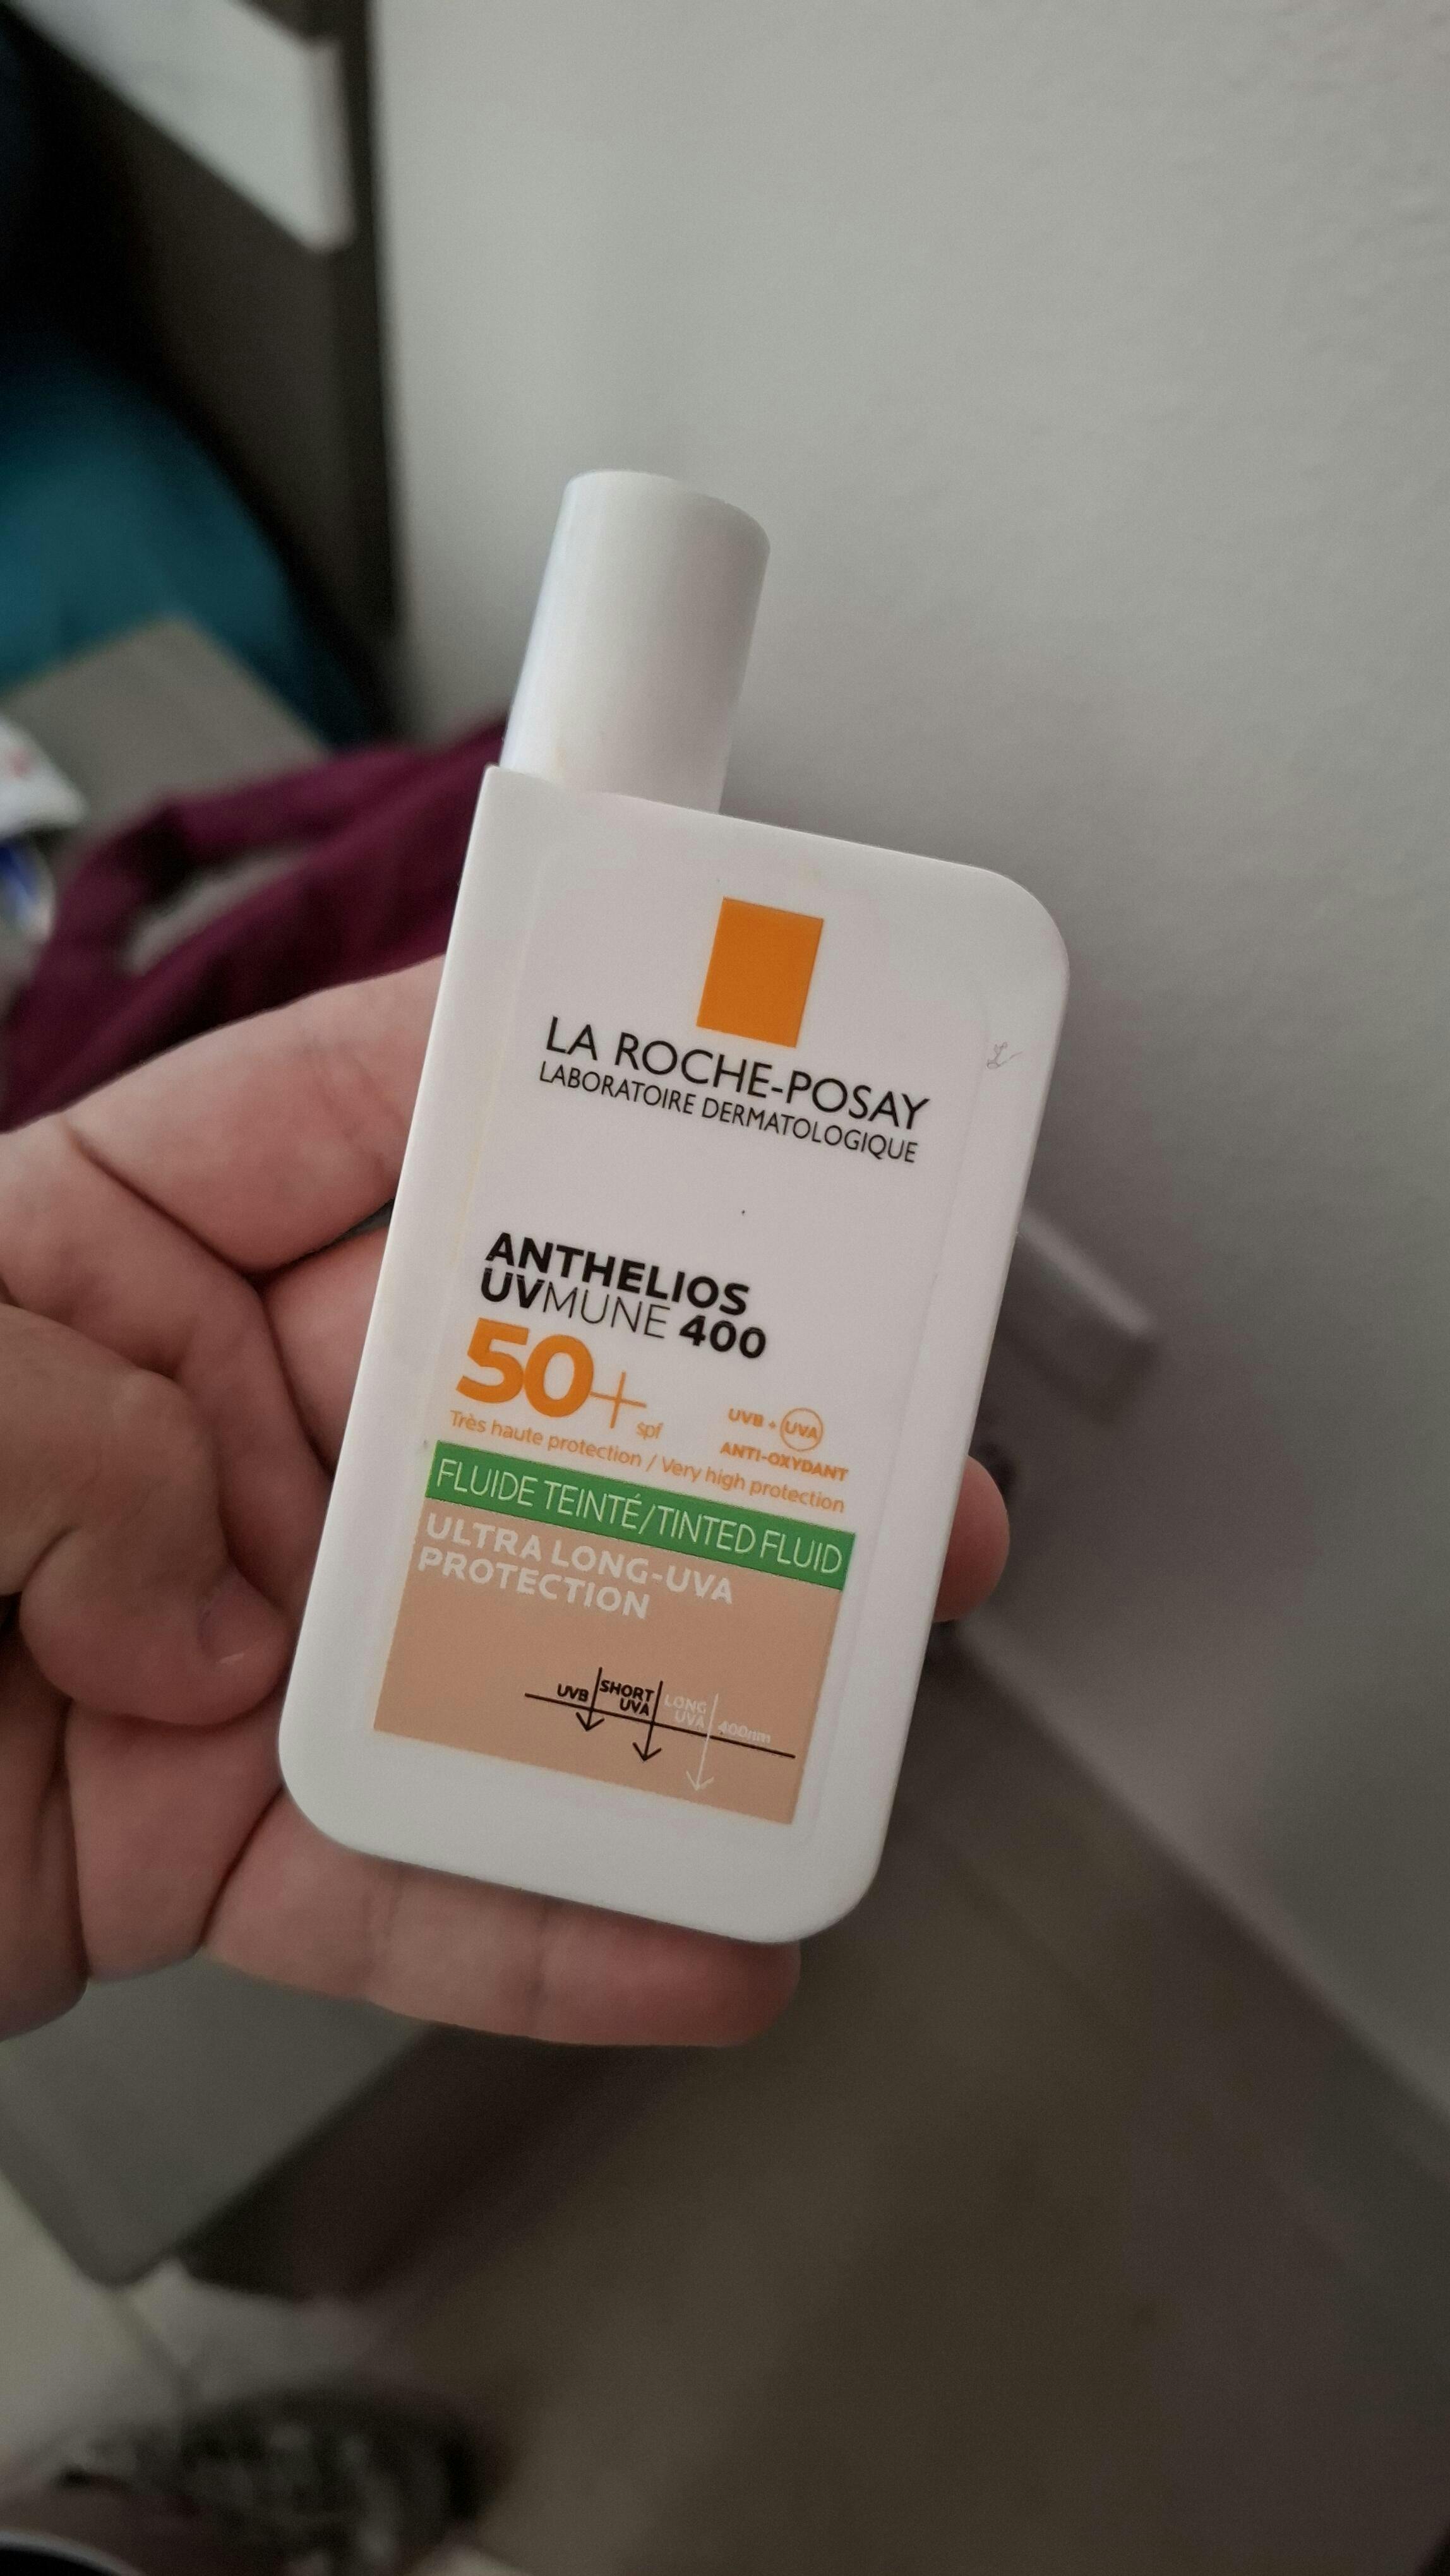 LA ROCHE-POSAY
LABORATOIRE DERMATOLOGIQUE
ANTHELIOS
UVMUNE 400
50+ spf
UVB + UVA
ANTI-OXYDANT
Très haute protection / Very high protection
FLUIDE TEINTÉ/TINTED FLUID
ULTRA LONG-UVA
PROTECTION
UVB
SHORT
UVA
LONG
UVA
400nm